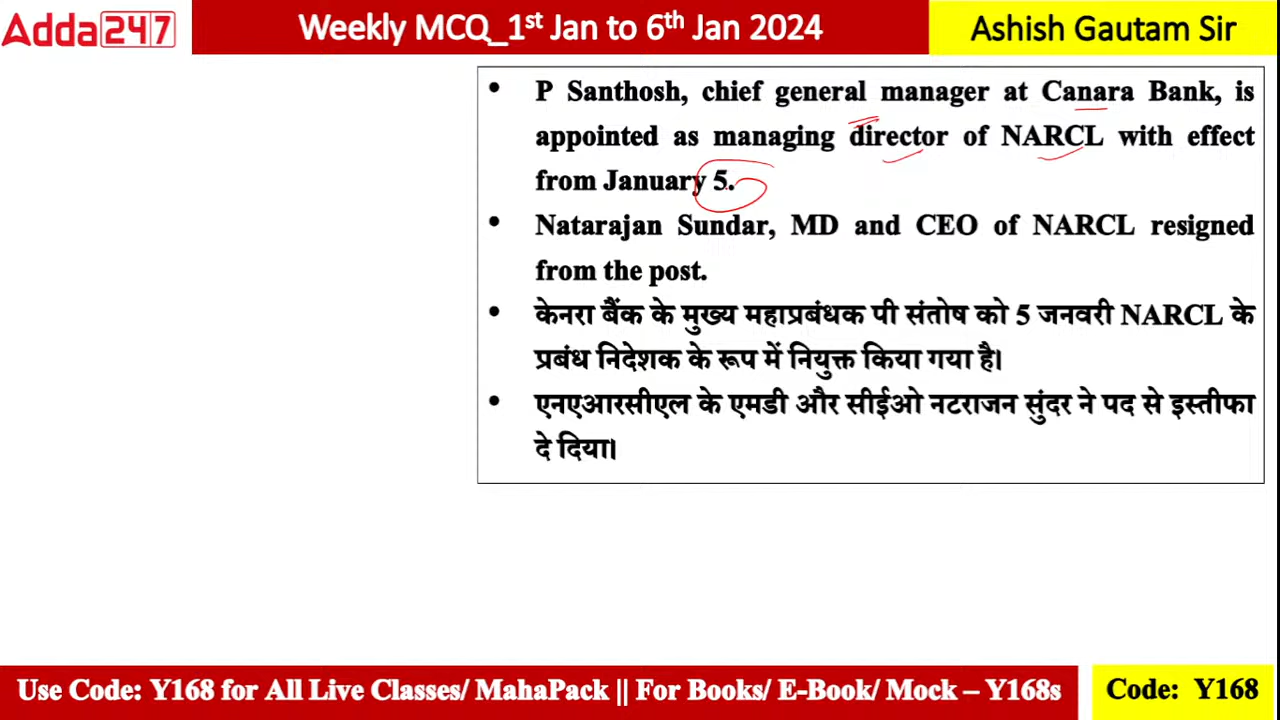 Adda247
Weekly MCQ_1st Jan to 6th Jan 2024
Ashish Gautam Sir
• P Santhosh, chief general manager at Canara Bank, is
appointed as managing director of NARCL with effect
from January 5.
• Natarajan Sundar, MD and CEO of NARCL resigned
from the post.
• केनरा बैंक के मुख्य महाप्रबंधक पी संतोष को 5 जनवरी NARCL के
प्रबंध निदेशक के रूप में नियुक्त किया गया है।
• एनएआरसीएल के एमडी और सीईओ नटराजन सुंदर ने पद से इस्तीफा
दे दिया।
Use Code: Y168 for All Live Classes/ MahaPack || For Books/ E-Book/ Mock – Y168s
Code: Y168